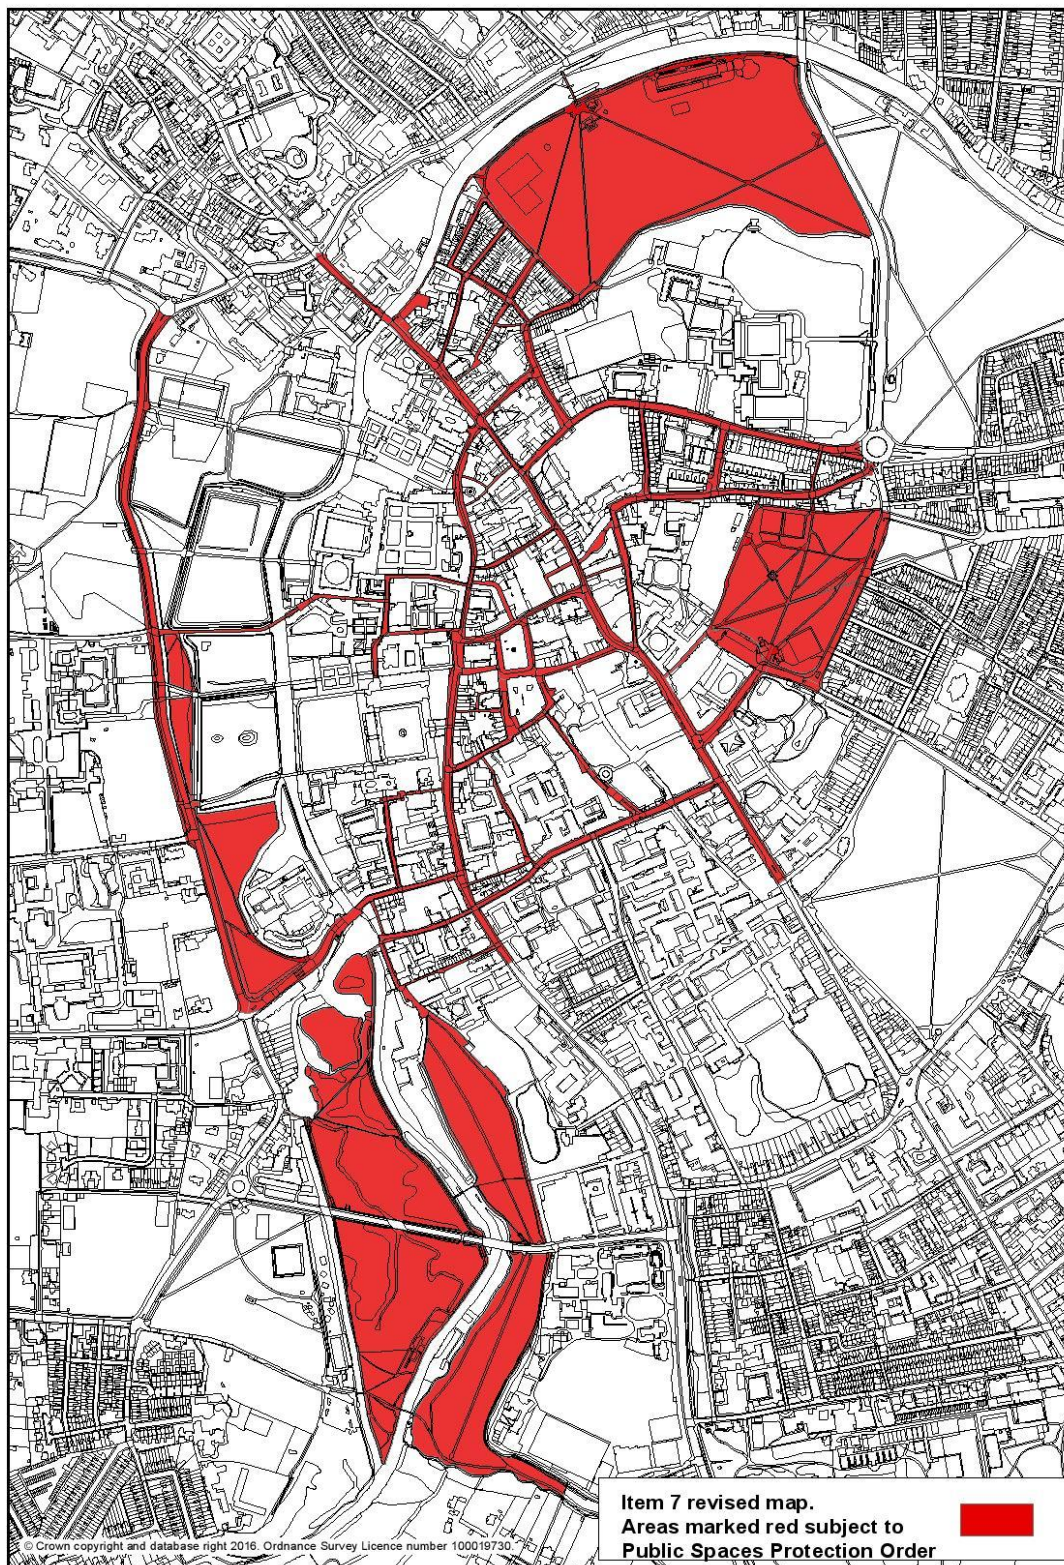 Item 7 revised map.
Areas marked red subject to
Public Spaces Protection Order
© Crown copyright and database right 2016. Ordnance Survey Licence number 100019730.